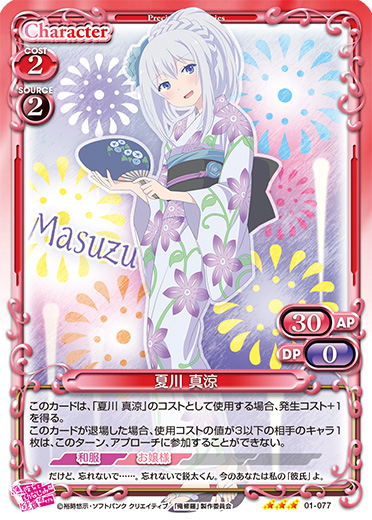 Character
COST
2
SOURCE
2
Masuzu
30 AP
DP 0
夏川 真涼
このカードは、「夏川 真涼」のコストとして使用する場合、発生コスト+1
を得る。
このカードが退場した場合、使用コストの値が3以下の相手のキャラ1
枚は、このターン、アプローチに参加することができない。
和服 お嬢様
だけど、忘れないで……。忘れないで鋭太くん。今のあなたは私の「彼氏」よ。
©裕時悠示・ソフトバンク クリエイティブ/「俺修羅」製作委員会
01-077